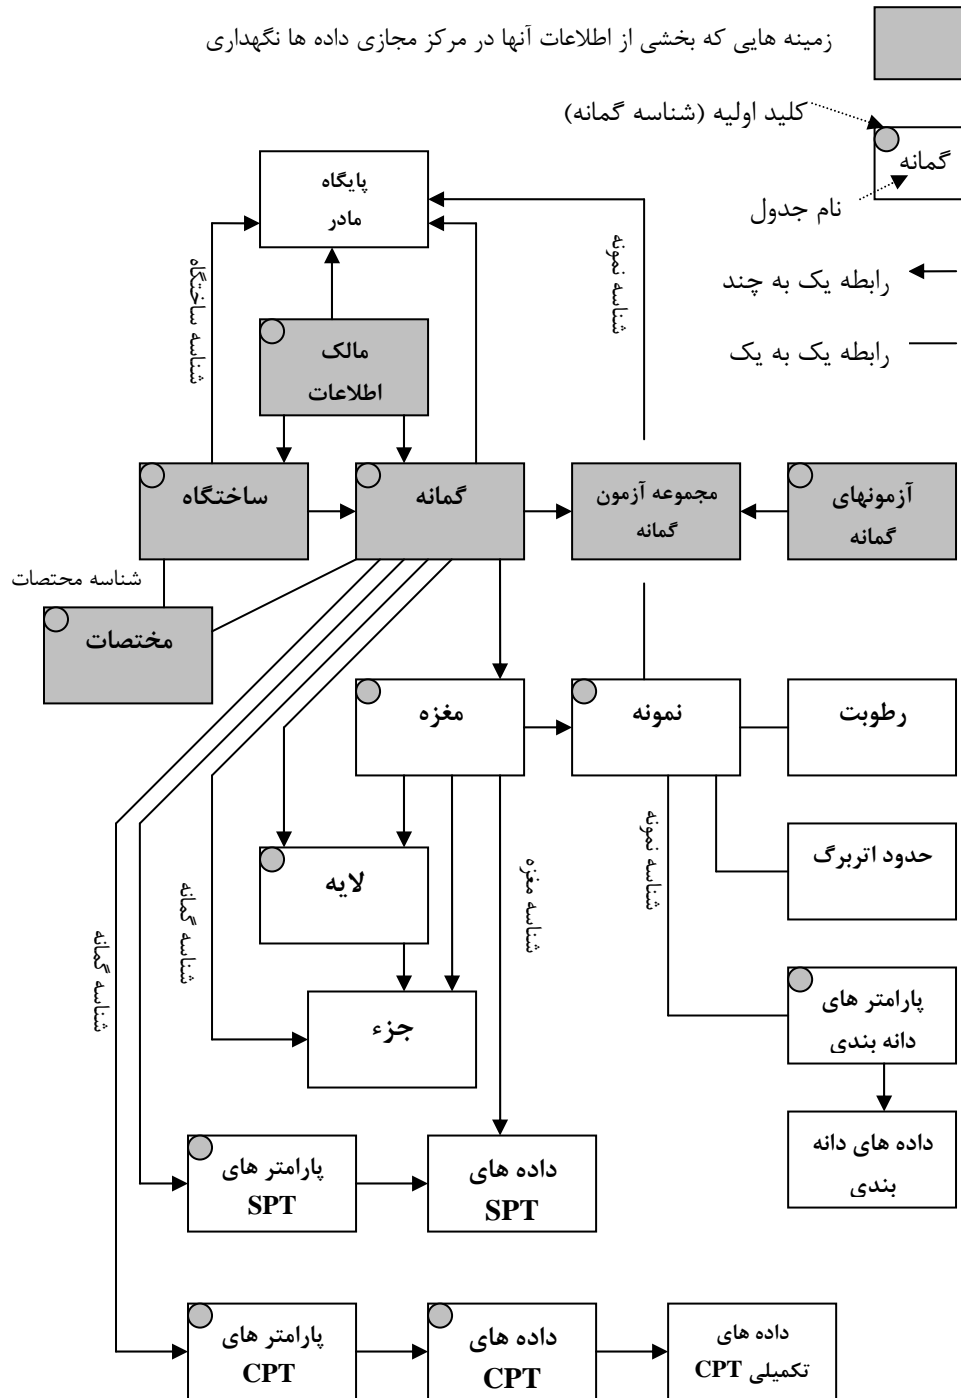 زمینه هایی که بخشی از اطلاعات آنها در مرکز مجازی داده ها نگهداری
کلید اولیه (شناسه گمانه)
گمانه
نام جدول
رابطه یک به چند
رابطه یک به یک
پایگاه
مادر
شناسه ساختگاه
شناسه نمونه
مالک
اطلاعات
ساختگاه
گمانه
مجموعه آزمون
گمانه
آزمونهای
گمانه
شناسه محتصات
مختصات
مغزه
نمونه
رطوبت
شناسه نمونه
حدود اتربرگ
لایه
شناسه مغزه
شناسه گمانه
شناسه گمانه
جزء
پارامتر های
دانه بندی
داده های دانه
بندی
پارامتر های
SPT
داده های
SPT
پارامتر های
CPT
داده های
CPT
داده های
تکمیلی CPT